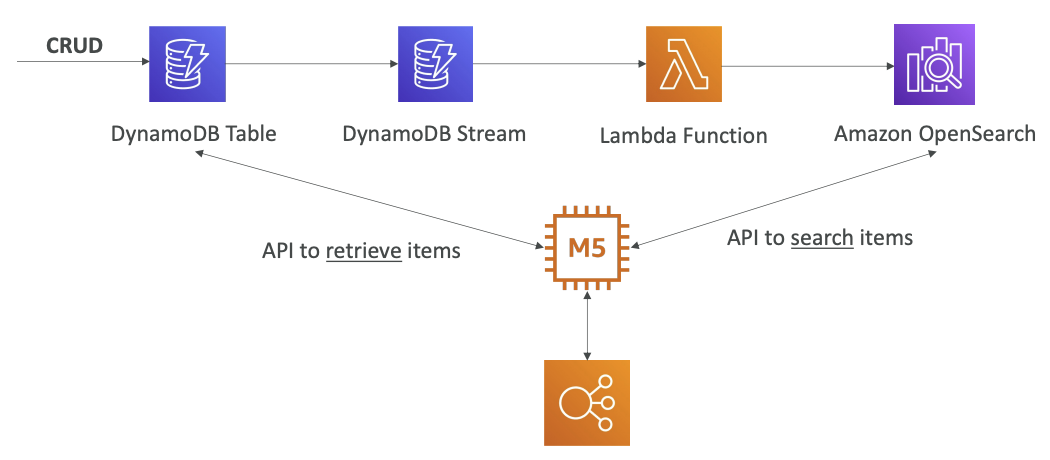 CRUD
DynamoDB Table
DynamoDB Stream
Lambda Function
Amazon OpenSearch
API to retrieve items
M5
API to search items